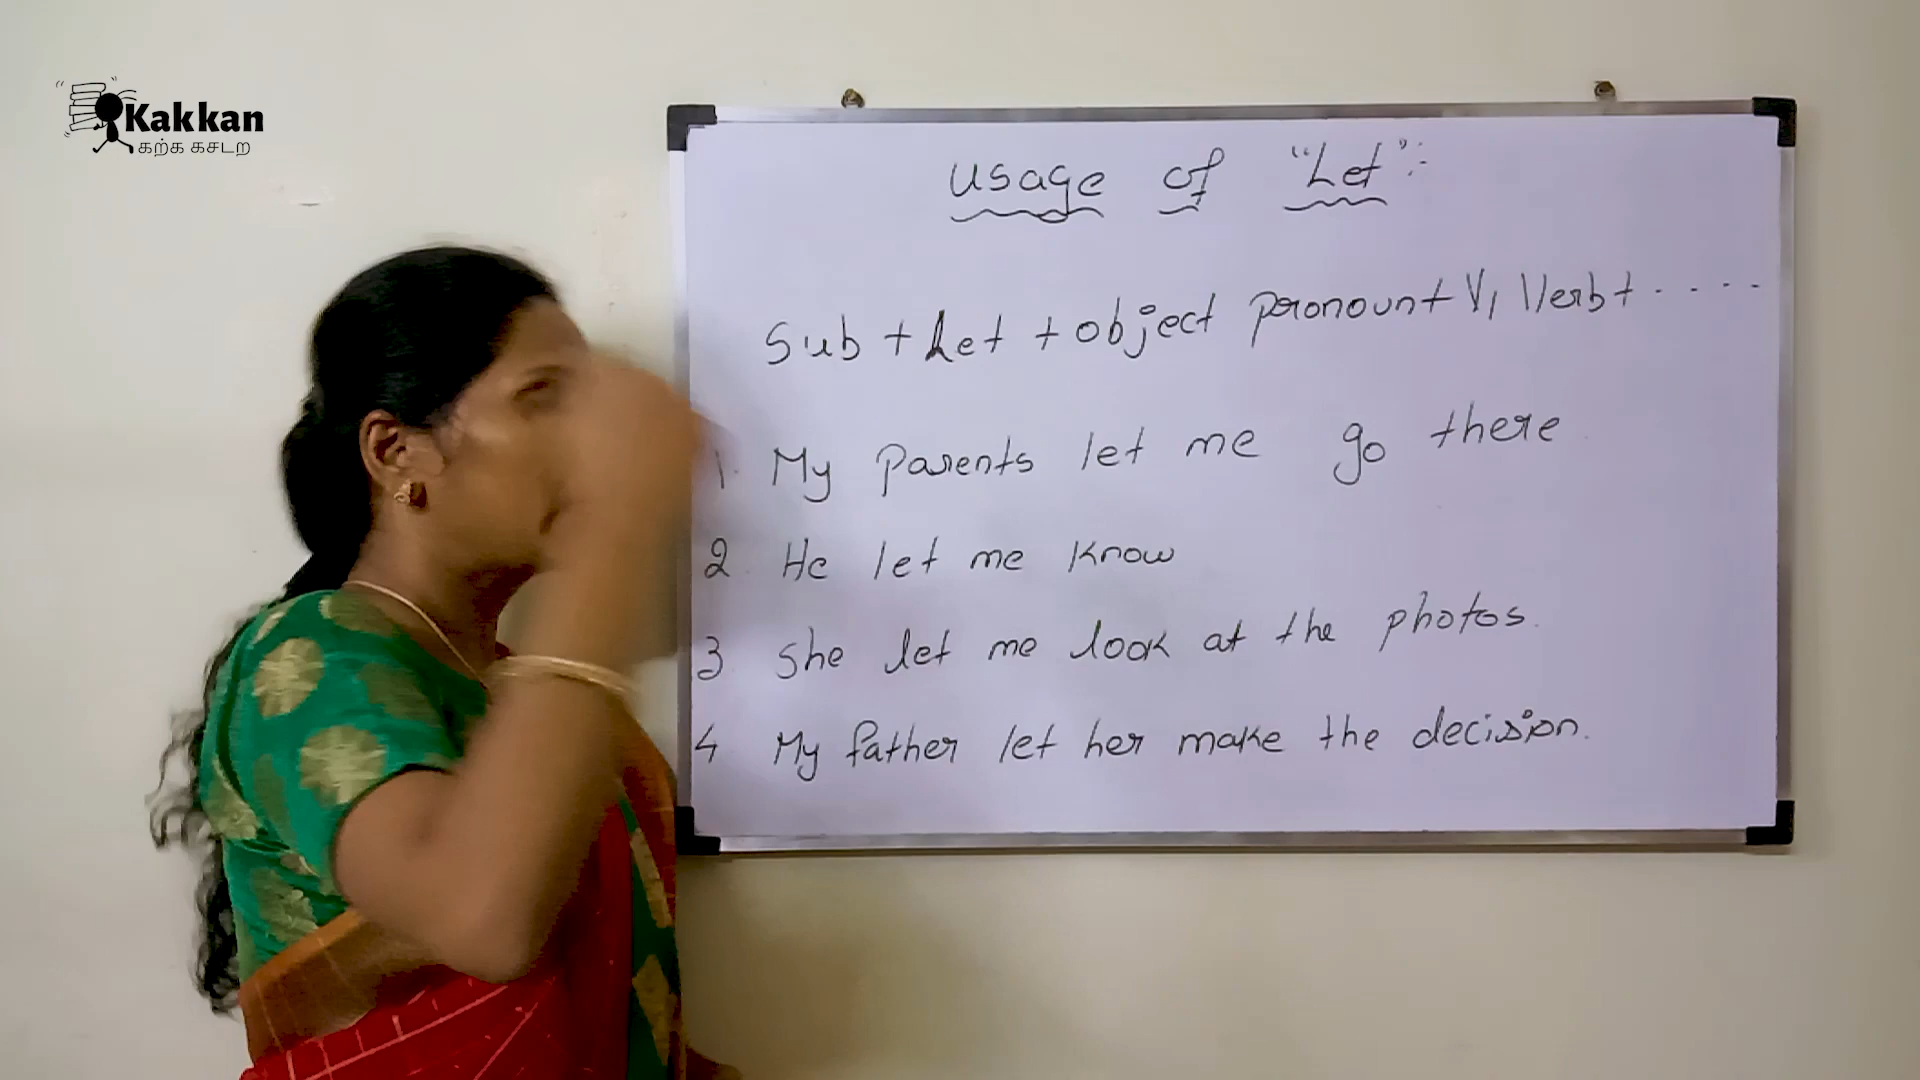 Kakkan
கற்க கசடற
Usage of "Let":-
Sub + Let + object pronoun + V1 Verb + ....
1. My Parents let me go there
2 He let me know
3 She let me look at the photos.
4 My father let her make the decision.